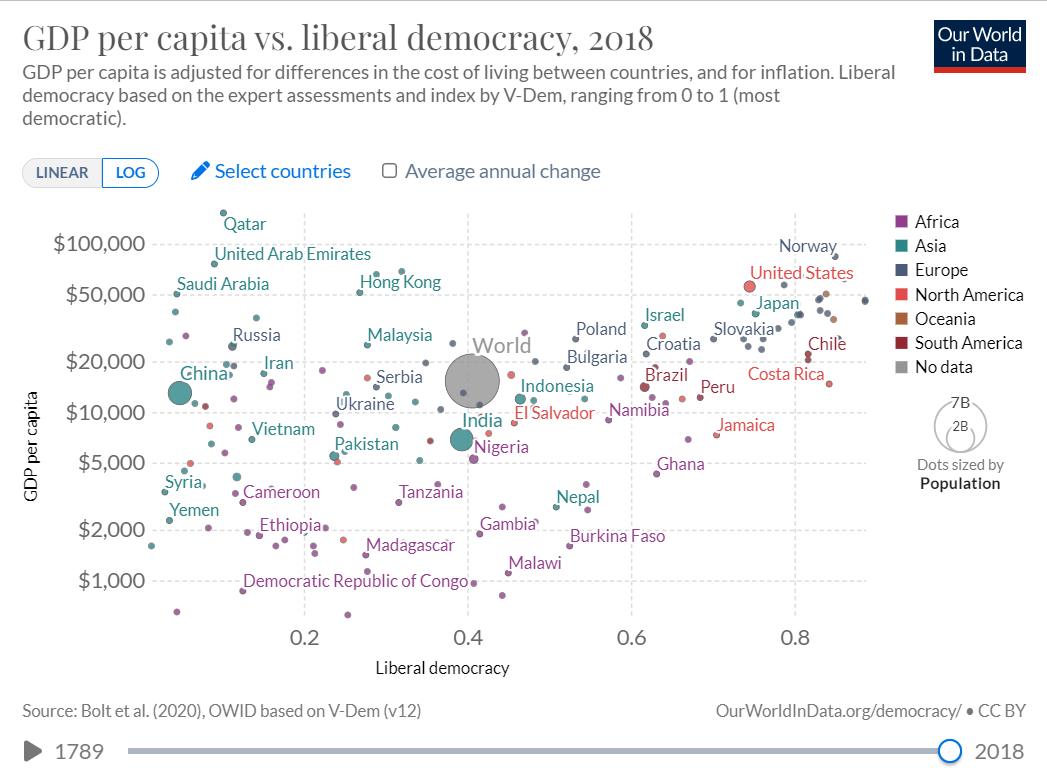 GDP per capita vs. liberal democracy, 2018
Our World
in Data
GDP per capita is adjusted for differences in the cost of living between countries, and for inflation. Liberal
democracy based on the expert assessments and index by V-Dem, ranging from 0 to 1 (most
democratic).
LINEAR
LOG
Select countries
Average annual change
Qatar
$100,000
Norway
United Arab Emirates
United States
Saudi Arabia
Hong Kong
$50,000
Japan
Israel
Russia
Malaysia
Poland
Slovakia
World
Croatia
Chile
$20,000
Iran
Bulgaria
China
Serbia
Brazil
Costa Rica
Indonesia
Peru
Ukraine
$10,000
El Salvador
Namibia
India
Vietnam
Jamaica
Pakistan
Nigeria
$5,000
Ghana
Syria
Cameroon
Tanzania
Nepal
Yemen
$2,000
Ethiopia
Gambia
Burkina Faso
Madagascar
Malawi
$1,000
Democratic Republic of Congo
GDP per capita
0.2
0.4
0.6
0.8
Liberal democracy
Africa
Asia
Europe
North America
Oceania
South America
No data
7B
2B
Dots sized by
Population
Source: Bolt et al. (2020), OWID based on V-Dem (v12)
OurWorldInData.org/democracy/ • CC BY
1789
2018